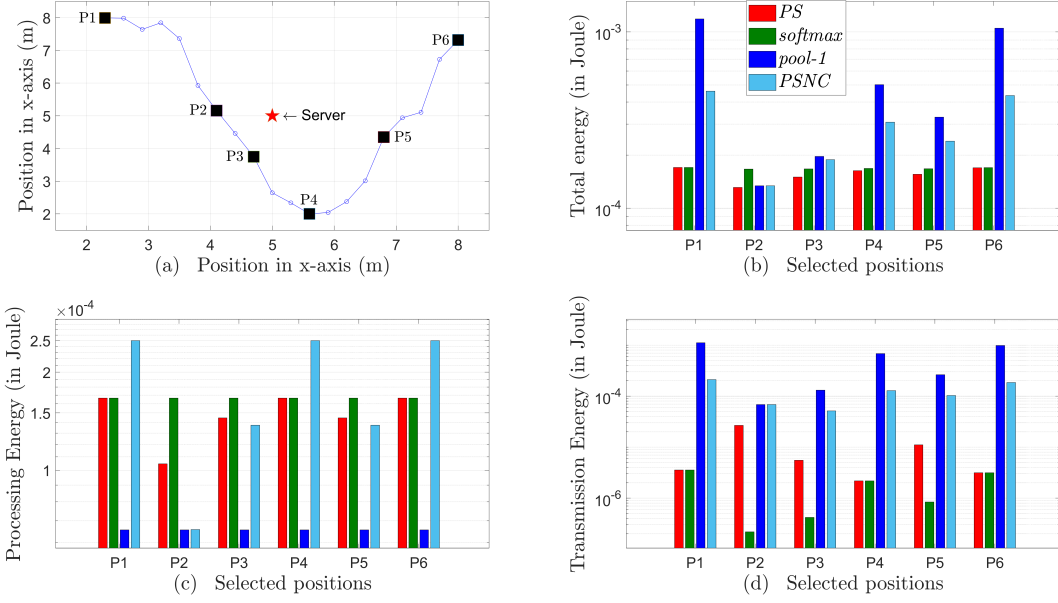 Position in x-axis (m)
8
7
6
5
4
3
2
P1
P2
P3
P4
P5
P6
← Server
2 3 4 5 6 7 8
(a) Position in x-axis (m)
Total energy (in Joule)
10-3
10-4
PS
softmax
pool-1
PSNC
P1 P2 P3 P4 P5 P6
(b) Selected positions
Processing Energy (in Joule)
×10-4
2.5
2
1.5
1
P1 P2 P3 P4 P5 P6
(c) Selected positions
Transmission Energy (in Joule)
10-4
10-6
P1 P2 P3 P4 P5 P6
(d) Selected positions